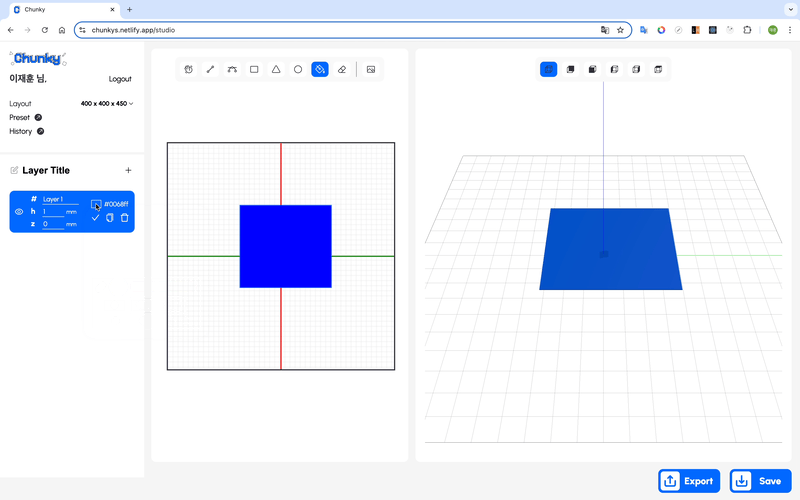 Chunky
chunkys.netlify.app/studio
Chunky
이재훈 님,
Logout
Layout
400 x 400 x 450
Preset
History
Layer Title
# Layer 1
#0068ff
h 1 mm
z 0 mm
Export
Save